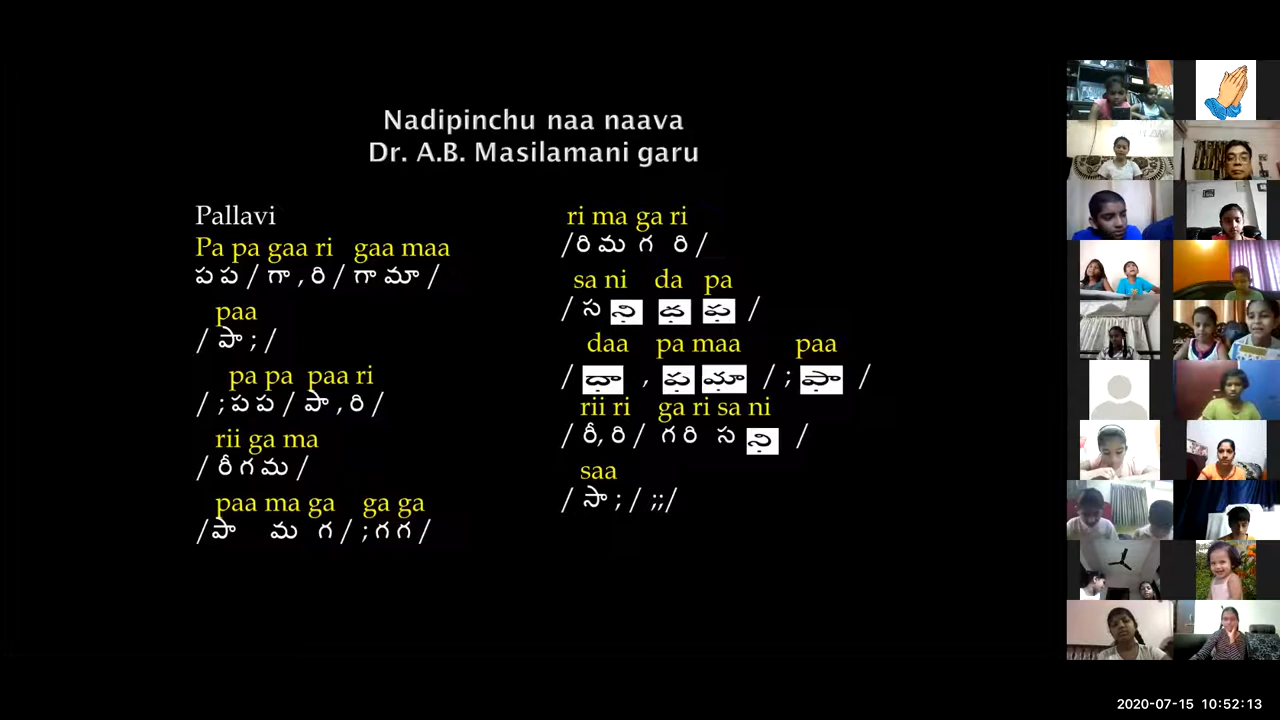 Nadipinchu naa naava
Dr. A.B. Masilamani garu
Pallavi
Pa pa gaa ri gaa maa
ప ప / గా , రి / గా మా /
paa
/ పా ; /
pa pa paa ri
/ ; ప ప / పా , రి /
rii ga ma
/ రీ గ మ /
paa ma ga ga ga
/ పా మ గ / ; గ గ /
ri ma ga ri
/ రి మ గ రి /
sa ni da pa
/ స ని ద ప /
daa pa maa paa
/ దా , ప మా / ; పా /
rii ri ga ri sa ni
/ రీ, రి / గ రి స ని /
saa
/ సా ; / ;; /
2020-07-15 10:52:13